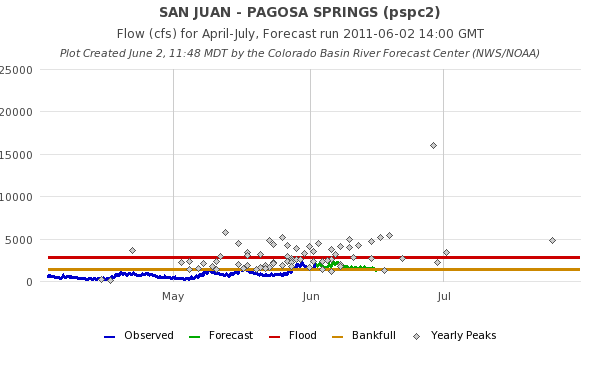 SAN JUAN - PAGOSA SPRINGS (pspc2)
Flow (cfs) for April-July, Forecast run 2011-06-02 14:00 GMT
Plot Created June 2, 11:48 MDT by the Colorado Basin River Forecast Center (NWS/NOAA)
25000
20000
15000
10000
5000
0
May Jun Jul
Observed Forecast Flood Bankfull Yearly Peaks